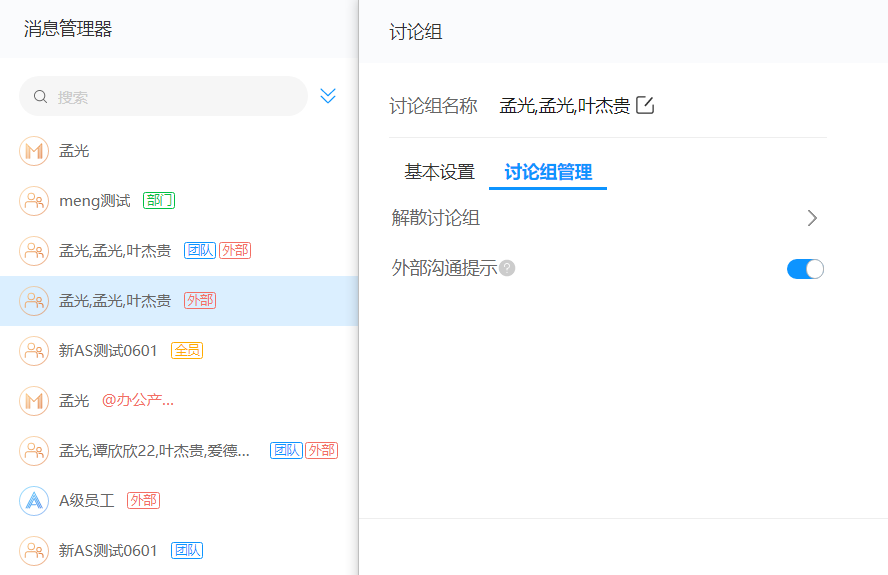 消息管理器
搜索
孟光
meng测试 部门
孟光,孟光,叶杰贵 团队 外部
孟光,孟光,叶杰贵 外部
新AS测试0601 全员
孟光 @办公产...
孟光,谭欣欣22,叶杰贵,爱德... 团队 外部
A级员工 外部
新AS测试0601 团队
讨论组
讨论组名称 孟光,孟光,叶杰贵
基本设置 讨论组管理
解散讨论组
外部沟通提示?